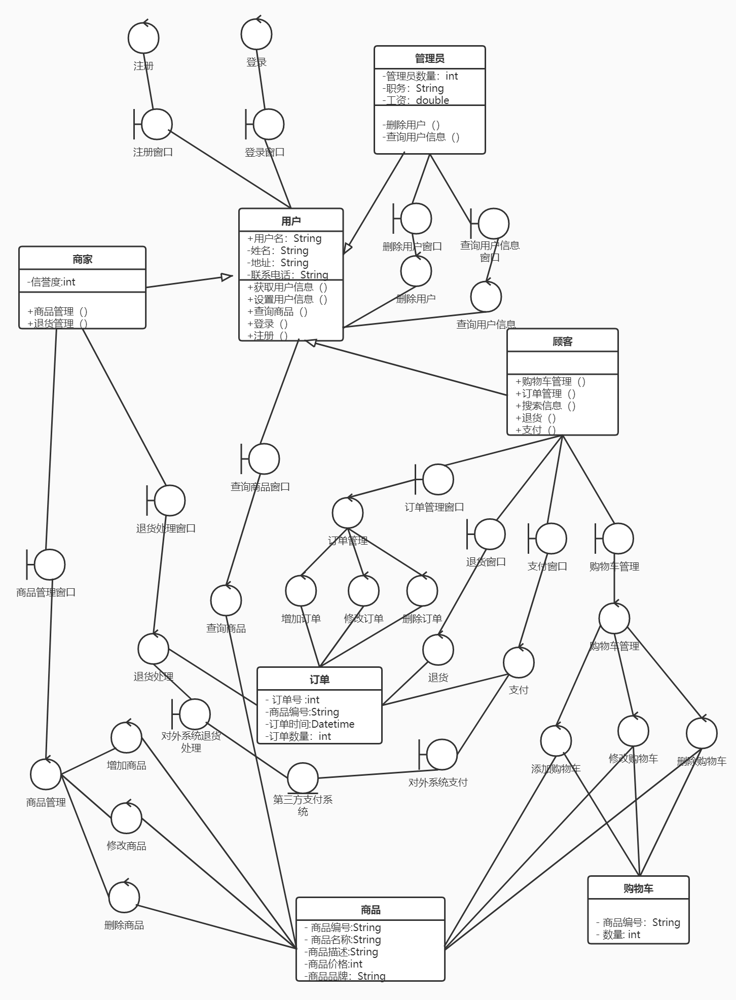 注册
登录
管理员
-管理员数量：int
-职务：String
-工资：double
-删除用户（）
-查询用户信息（）
注册窗口
登录窗口
用户
+用户名：String
-姓名：String
-地址：String
-联系电话：String
+获取用户信息（）
+设置用户信息（）
+查询商品（）
+登录（）
+注册（）
删除用户窗口
查询用户信息
窗口
商家
-信誉度:int
+商品管理（）
+退货管理（）
删除用户
查询用户信息
顾客
+购物车管理（）
+订单管理（）
+搜索信息（）
+退货（）
+支付（）
查询商品窗口
订单管理窗口
退货处理窗口
订单管理
退货窗口
支付窗口
购物车管理
商品管理窗口
增加订单
修改订单
删除订单
查询商品
购物车管理
退货处理
退货
支付
订单
- 订单号 :int
-商品编号:String
-订单时间:Datetime
-订单数量：int
对外系统退货
处理
增加商品
添加购物车
修改购物车
删除购物车
对外系统支付
第三方支付系
统
商品管理
修改商品
删除商品
商品
- 商品编号:String
- 商品名称:String
-商品描述:String
-商品价格:int
-商品品牌：String
购物车
- 商品编号：String
- 数量: int